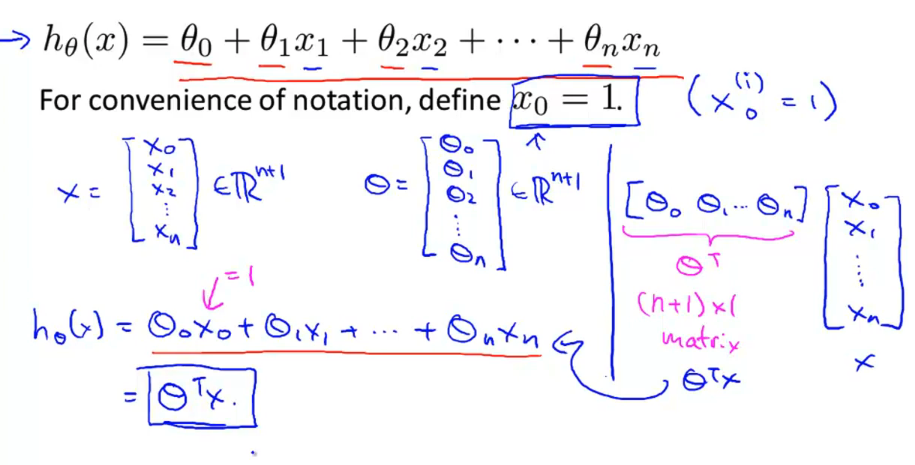 → hθ(x) = θ₀ + θ₁x₁ + θ₂x₂ + ⋯ + θₙxₙ
For convenience of notation, define x₀ = 1. (x₀⁽ⁱ⁾ = 1)
x = [x₀ x₁ x₂ ⋮ xₙ] ∈ ℝⁿ⁺¹
θ = [θ₀ θ₁ θ₂ ⋮ θₙ] ∈ ℝⁿ⁺¹
[θ₀ θ₁ ⋯ θₙ] [x₀ x₁ ⋮ xₙ]
θᵀ
(n+1) × 1
matrix
x
θᵀx
= 1
hθ(x) = θ₀x₀ + θ₁x₁ + ⋯ + θₙxₙ
= θᵀx.